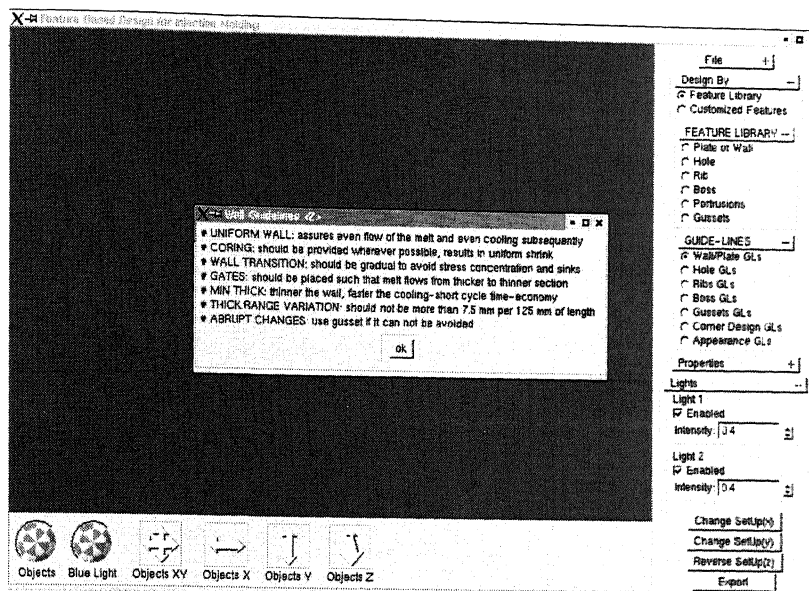 Feature Based Design for Injection Molding
File +
Design By -
Feature Library
Customized Features
FEATURE LIBRARY -
Plate or Wall
Hole
Rib
Boss
Portrusions
Gussets
GUIDE-LINES -
Wall/Plate GLs
Hole GLs
Ribs GLs
Boss GLs
Gussets GLs
Corner Design GLs
Appearance GLs
Properties +
Lights -
Light 1
Enabled
Intensity: 0.4
Light 2
Enabled
Intensity: 0.4
Change SetUp(x)
Change SetUp(y)
Reverse SetUp(z)
Export
Wall Guidelines <2>
# UNIFORM WALL: assures even flow of the melt and even cooling subsequently
# CORING: should be provided wherever possible, results in uniform shrink
# WALL TRANSITION: should be gradual to avoid stress concentration and sinks
# GATES: should be placed such that melt flows from thicker to thinner section
# MIN THICK: thinner the wall, faster the cooling-short cycle time-economy
# THICK RANGE VARIATION: should not be more than 7.5 mm per 125 mm of length
# ABRUPT CHANGES: use gusset if it can not be avoided
ok
Objects
Blue Light
Objects XY
Objects X
Objects Y
Objects Z